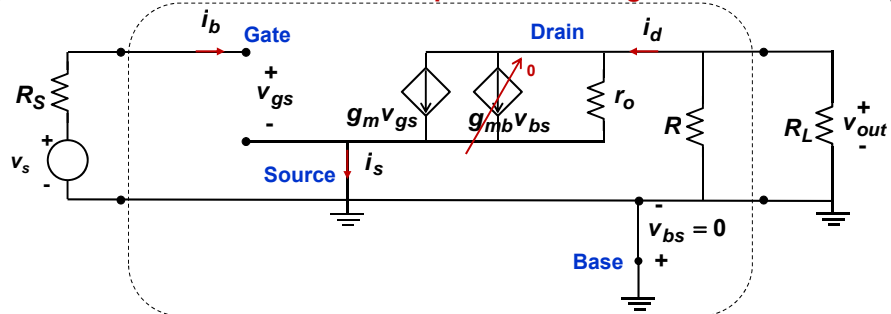 i_b
Gate
Drain
i_d
0
R_S
+
v_gs
-
g_m v_gs
g_mb v_bs
r_o
R
R_L
+
v_out
-
+
v_s
-
Source
i_s
-
v_bs = 0
Base
+